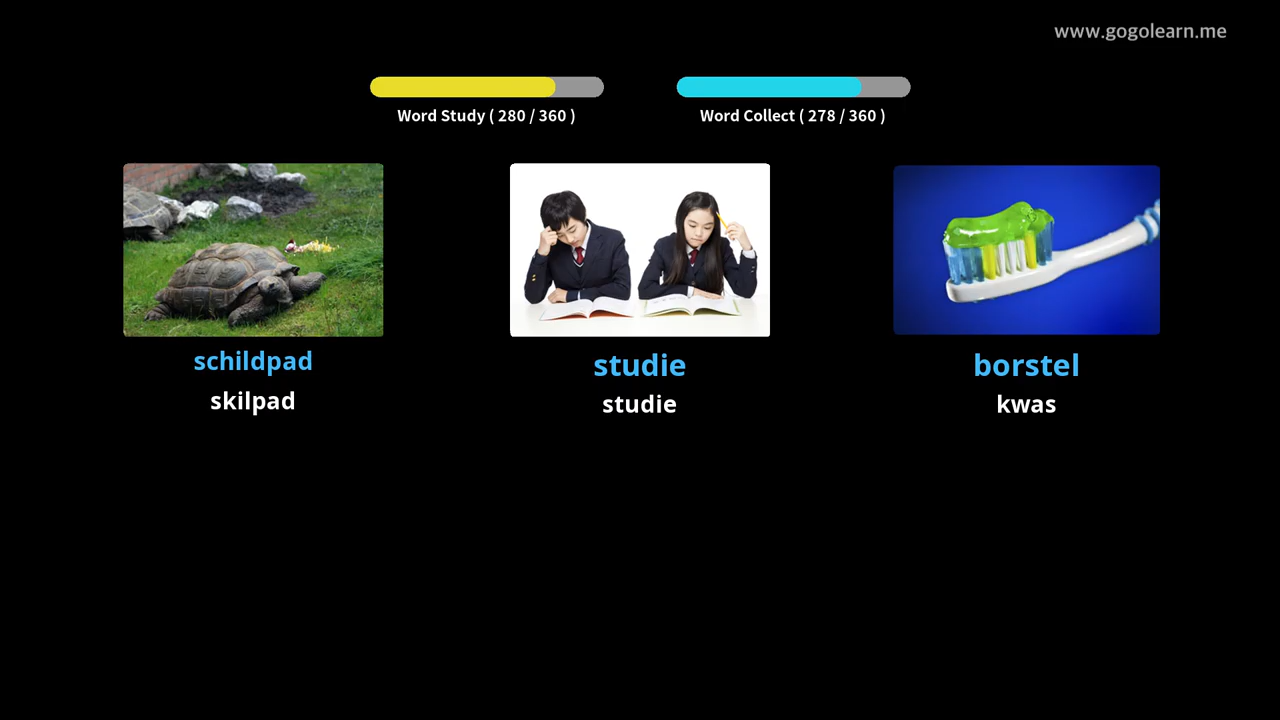 www.gogolearn.me
Word Study ( 280 / 360 )
Word Collect ( 278 / 360 )
schildpad
skilpad
studie
studie
borstel
kwas